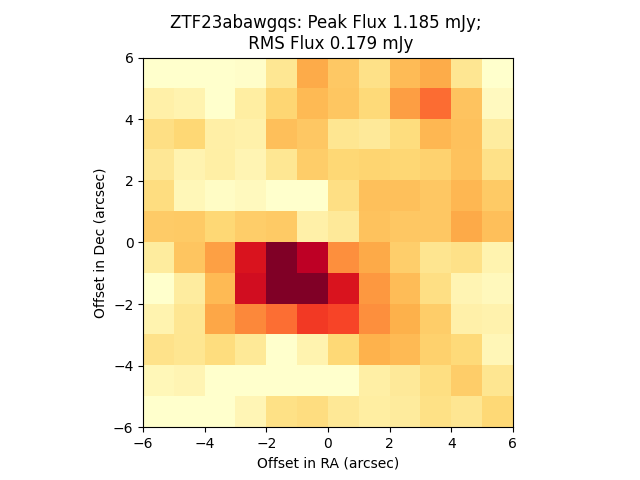 ZTF23abawgqs: Peak Flux 1.185 mJy;
RMS Flux 0.179 mJy
6
4
2
0
−2
−4
−6
Offset in Dec (arcsec)
−6 −4 −2 0 2 4 6
Offset in RA (arcsec)